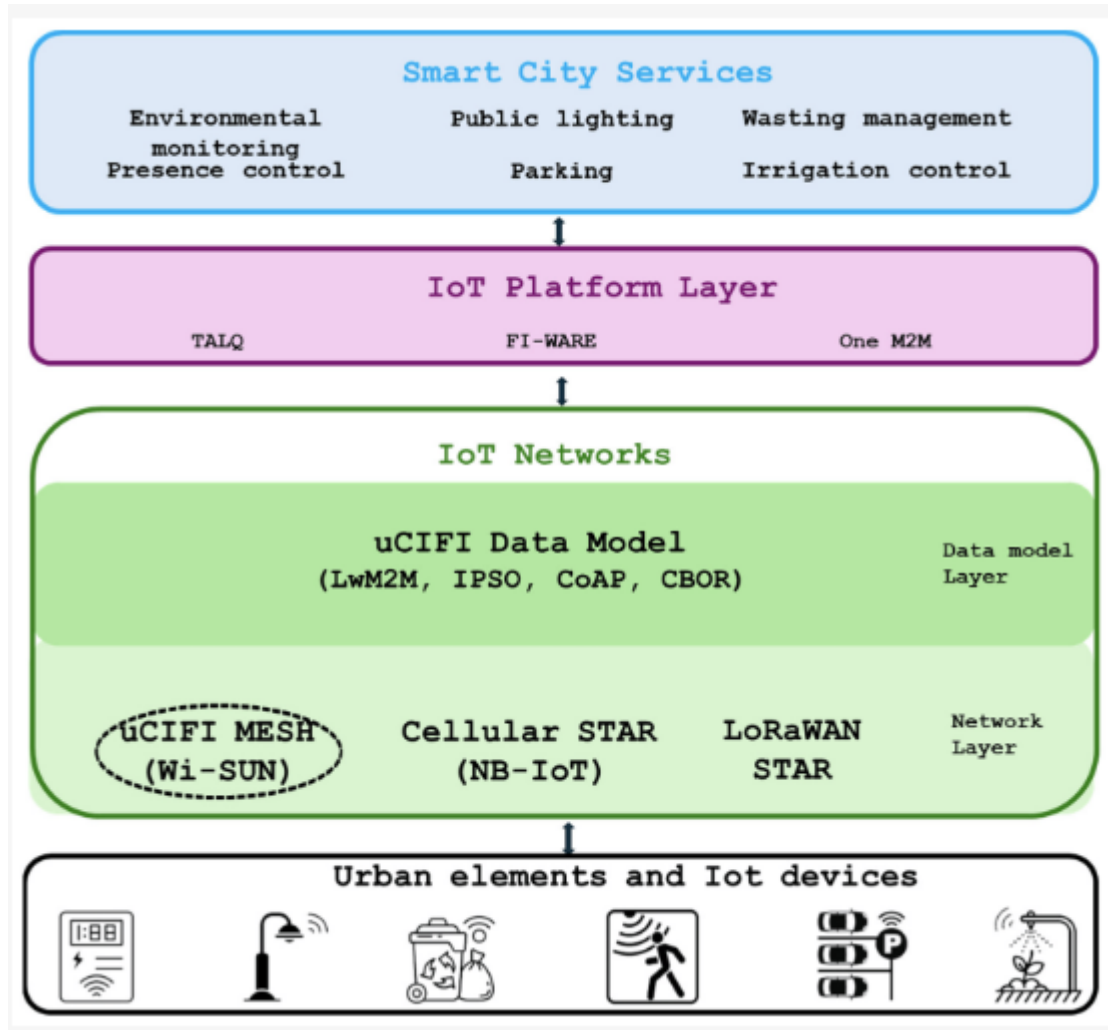 Smart City Services
Environmental monitoring
Public lighting
Wasting management
Presence control
Parking
Irrigation control
IoT Platform Layer
TALQ
FI-WARE
One M2M
IoT Networks
uCIFI Data Model
(LwM2M, IPSO, CoAP, CBOR)
Data model
Layer
uCIFI MESH
(Wi-SUN)
Cellular STAR
(NB-IoT)
LoRaWAN
STAR
Network
Layer
Urban elements and Iot devices
1:88
P